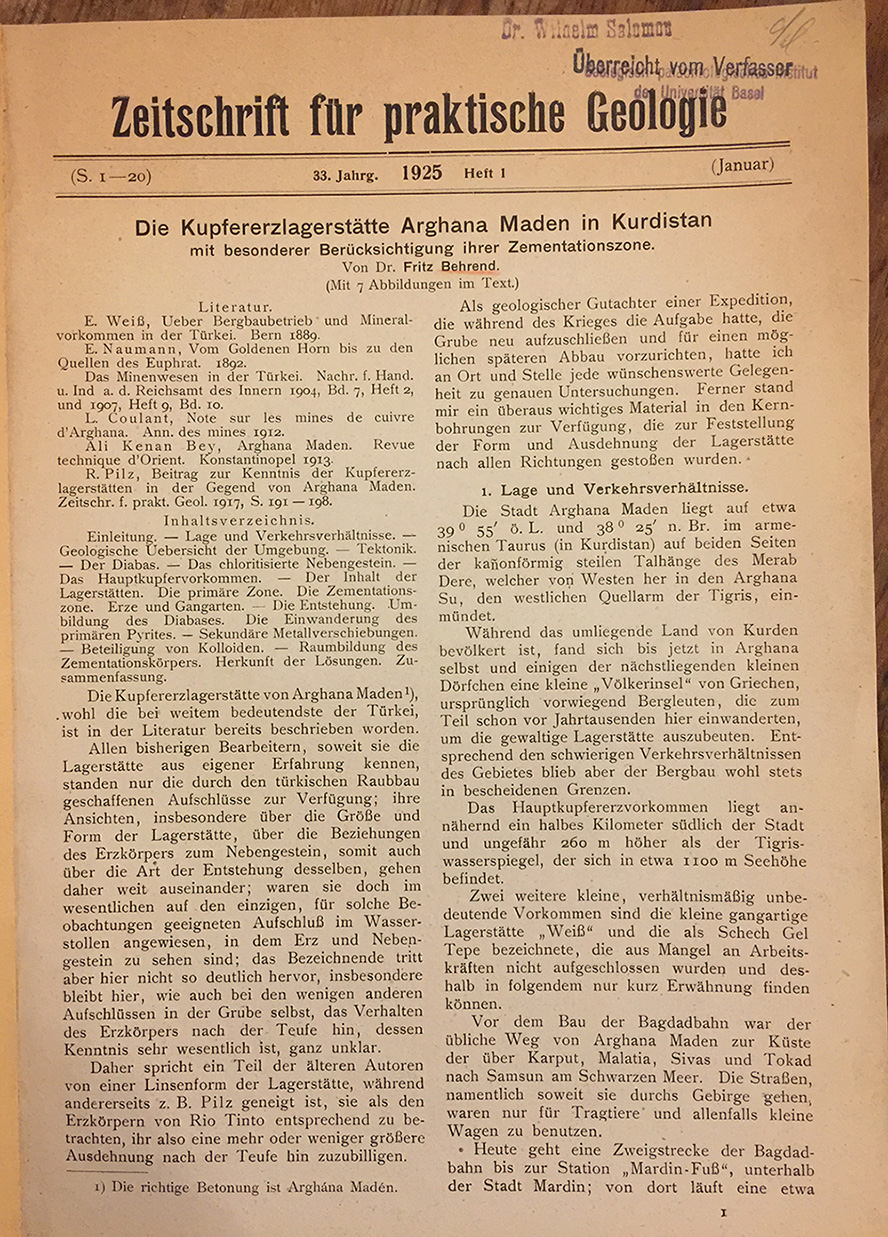 Dr. Wilhelm Salomon
Überreicht vom Verfasser
Institut
der Universität Basel
Zeitschrift für praktische Geologie
(S. 1—20)
33. Jahrg. 1925 Heft 1
(Januar)
Die Kupfererzlagerstätte Arghana Maden in Kurdistan
mit besonderer Berücksichtigung ihrer Zementationszone.
Von Dr. Fritz Behrend.
(Mit 7 Abbildungen im Text.)
Literatur.
E. Weiß, Ueber Bergbaubetrieb und Mineral-
vorkommen in der Türkei. Bern 1889.
E. Naumann, Vom Goldenen Horn bis zu den
Quellen des Euphrat. 1892.
Das Minenwesen in der Türkei. Nachr. f. Hand.
u. Ind a. d. Reichsamt des Innern 1904, Bd. 7, Heft 2,
und 1907, Heft 9, Bd. 10.
L. Coulant, Note sur les mines de cuivre
d'Arghana. Ann. des mines 1912.
Ali Kenan Bey, Arghana Maden. Revue
technique d'Orient. Konstantinopel 1913.
R. Pilz, Beitrag zur Kenntnis der Kupfererz-
lagerstätten in der Gegend von Arghana Maden.
Zeitschr. f. prakt. Geol. 1917, S. 191—198.
Inhaltsverzeichnis.
Einleitung. — Lage und Verkehrsverhältnisse. —
Geologische Uebersicht der Umgebung. — Tektonik.
— Der Diabas. — Das chloritisierte Nebengestein. —
Das Hauptkupfervorkommen. — Der Inhalt der
Lagerstätten. Die primäre Zone. Die Zementations-
zone. Erze und Gangarten. — Die Entstehung. Um-
bildung des Diabases. Die Einwanderung des
primären Pyrites. — Sekundäre Metallverschiebungen.
— Beteiligung von Kolloiden. — Raumbildung des
Zementationskörpers. Herkunft der Lösungen. Zu-
sammenfassung.
Die Kupfererzlagerstätte von Arghana Maden¹),
wohl die bei weitem bedeutendste der Türkei,
ist in der Literatur bereits beschrieben worden.
Allen bisherigen Bearbeitern, soweit sie die
Lagerstätte aus eigener Erfahrung kennen,
standen nur die durch den türkischen Raubbau
geschaffenen Aufschlüsse zur Verfügung; ihre
Ansichten, insbesondere über die Größe und
Form der Lagerstätte, über die Beziehungen
des Erzkörpers zum Nebengestein, somit auch
über die Art der Entstehung desselben, gehen
daher weit auseinander; waren sie doch im
wesentlichen auf den einzigen, für solche Be-
obachtungen geeigneten Aufschluß im Wasser-
stollen angewiesen, in dem Erz und Neben-
gestein zu sehen sind; das Bezeichnende tritt
aber hier nicht so deutlich hervor, insbesondere
bleibt hier, wie auch bei den wenigen anderen
Aufschlüssen in der Grube selbst, das Verhalten
des Erzkörpers nach der Teufe hin, dessen
Kenntnis sehr wesentlich ist, ganz unklar.
Daher spricht ein Teil der älteren Autoren
von einer Linsenform der Lagerstätte, während
andererseits z. B. Pilz geneigt ist, sie als den
Erzkörpern von Rio Tinto entsprechend zu be-
trachten, ihr also eine mehr oder weniger größere
Ausdehnung nach der Teufe hin zuzubilligen.
1) Die richtige Betonung ist Arghána Madén.
Als geologischer Gutachter einer Expedition,
die während des Krieges die Aufgabe hatte, die
Grube neu aufzuschließen und für einen mög-
lichen späteren Abbau vorzurichten, hatte ich
an Ort und Stelle jede wünschenswerte Gelegen-
heit zu genauen Untersuchungen. Ferner stand
mir ein überaus wichtiges Material in den Kern-
bohrungen zur Verfügung, die zur Feststellung
der Form und Ausdehnung der Lagerstätte
nach allen Richtungen gestoßen wurden.
1. Lage und Verkehrsverhältnisse.
Die Stadt Arghana Maden liegt auf etwa
39⁰ 55′ ö. L. und 38⁰ 25′ n. Br. im arme-
nischen Taurus (in Kurdistan) auf beiden Seiten
der kañonförmig steilen Talhänge des Merab
Dere, welcher von Westen her in den Arghana
Su, den westlichen Quellarm der Tigris, ein-
mündet.
Während das umliegende Land von Kurden
bevölkert ist, fand sich bis jetzt in Arghana
selbst und einigen der nächstliegenden kleinen
Dörfchen eine kleine „Völkerinsel“ von Griechen,
ursprünglich vorwiegend Bergleuten, die zum
Teil schon vor Jahrtausenden hier einwanderten,
um die gewaltige Lagerstätte auszubeuten. Ent-
sprechend den schwierigen Verkehrsverhältnissen
des Gebietes blieb aber der Bergbau wohl stets
in bescheidenen Grenzen.
Das Hauptkupfererzvorkommen liegt an-
nähernd ein halbes Kilometer südlich der Stadt
und ungefähr 260 m höher als der Tigris-
wasserspiegel, der sich in etwa 1100 m Seehöhe
befindet.
Zwei weitere kleine, verhältnismäßig unbe-
deutende Vorkommen sind die kleine gangartige
Lagerstätte „Weiß“ und die als Schech Gel
Tepe bezeichnete, die aus Mangel an Arbeits-
kräften nicht aufgeschlossen wurden und des-
halb in folgendem nur kurz Erwähnung finden
können.
Vor dem Bau der Bagdadbahn war der
übliche Weg von Arghana Maden zur Küste
der über Karput, Malatia, Sivas und Tokad
nach Samsun am Schwarzen Meer. Die Straßen,
namentlich soweit sie durchs Gebirge gehen,
waren nur für Tragtiere und allenfalls kleine
Wagen zu benutzen.
Heute geht eine Zweigstrecke der Bagdad-
bahn bis zur Station „Mardin-Fuß“, unterhalb
der Stadt Mardin; von dort läuft eine etwa
1